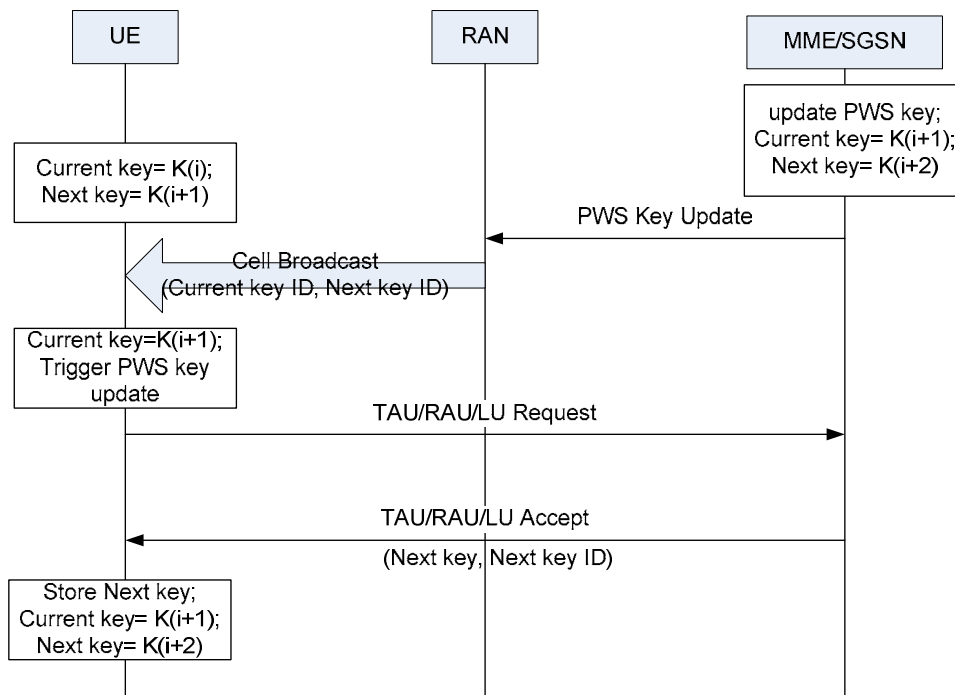 UE
RAN
MME/SGSN
update PWS key;
Current key= K(i+1);
Next key= K(i+2)
Current key= K(i);
Next key= K(i+1)
PWS Key Update
Cell Broadcast
(Current key ID, Next key ID)
Current key=K(i+1);
Trigger PWS key
update
TAU/RAU/LU Request
TAU/RAU/LU Accept
(Next key, Next key ID)
Store Next key;
Current key= K(i+1);
Next key= K(i+2)